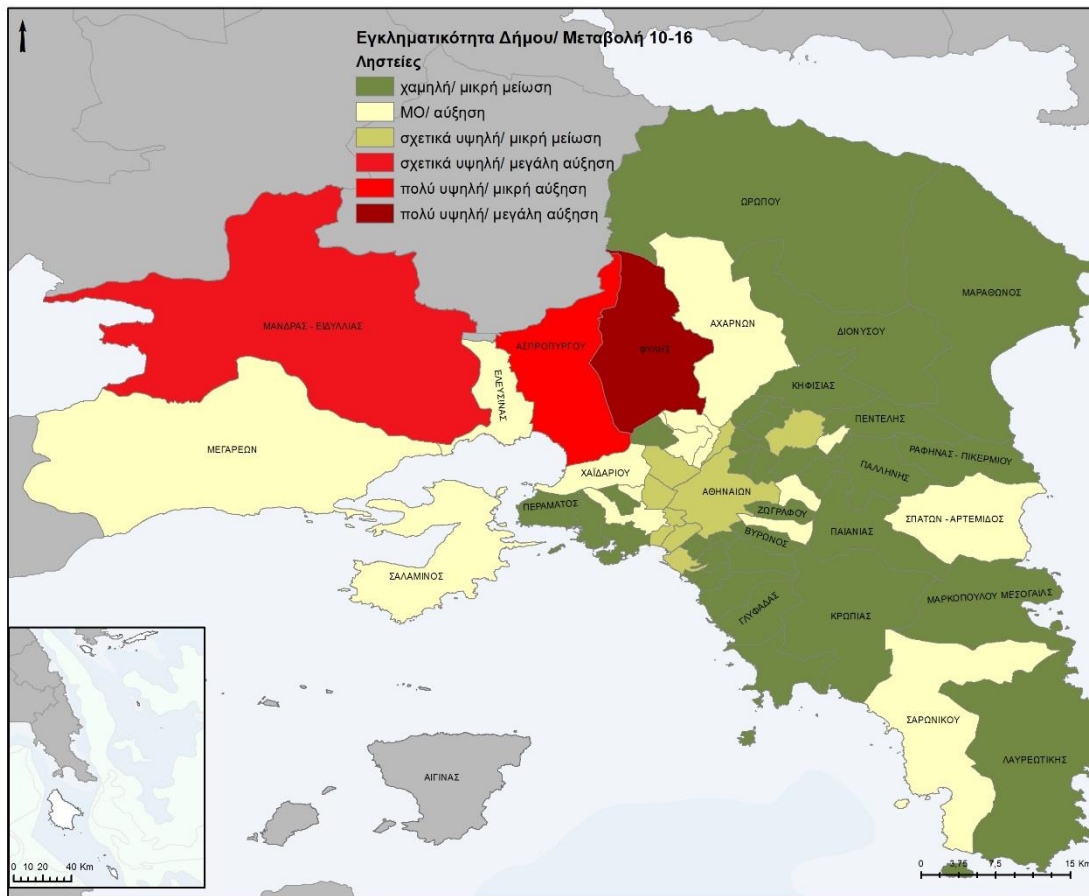 Εγκληματικότητα Δήμου/ Μεταβολή 10-16
Ληστείες
χαμηλή/ μικρή μείωση
ΜΟ/ αύξηση
σχετικά υψηλή/ μικρή μείωση
σχετικά υψηλή/ μεγάλη αύξηση
πολύ υψηλή/ μικρή αύξηση
πολύ υψηλή/ μεγάλη αύξηση
ΩΡΩΠΟΥ
ΜΑΡΑΘΩΝΟΣ
ΜΑΝΔΡΑΣ - ΕΙΔΥΛΛΙΑΣ
ΑΧΑΡΝΩΝ
ΔΙΟΝΥΣΟΥ
ΑΣΠΡΟΠΥΡΓΟΥ
ΦΥΛΗΣ
ΕΛΕΥΣΙΝΑΣ
ΚΗΦΙΣΙΑΣ
ΠΕΝΤΕΛΗΣ
ΜΕΓΑΡΕΩΝ
ΡΑΦΗΝΑΣ - ΠΙΚΕΡΜΙΟΥ
ΠΑΛΛΗΝΗΣ
ΧΑΪΔΑΡΙΟΥ
ΑΘΗΝΑΙΩΝ
ΠΕΡΑΜΑΤΟΣ
ΖΩΓΡΑΦΟΥ
ΣΠΑΤΩΝ - ΑΡΤΕΜΙΔΟΣ
ΒΥΡΩΝΟΣ
ΠΑΙΑΝΙΑΣ
ΣΑΛΑΜΙΝΟΣ
ΓΛΥΦΑΔΑΣ
ΚΡΩΠΙΑΣ
ΜΑΡΚΟΠΟΥΛΟΥ ΜΕΣΟΓΑΙΑΣ
ΣΑΡΩΝΙΚΟΥ
ΛΑΥΡΕΩΤΙΚΗΣ
ΑΙΓΙΝΑΣ
0 10 20 40 Km
0 3,75 7,5 15 Km